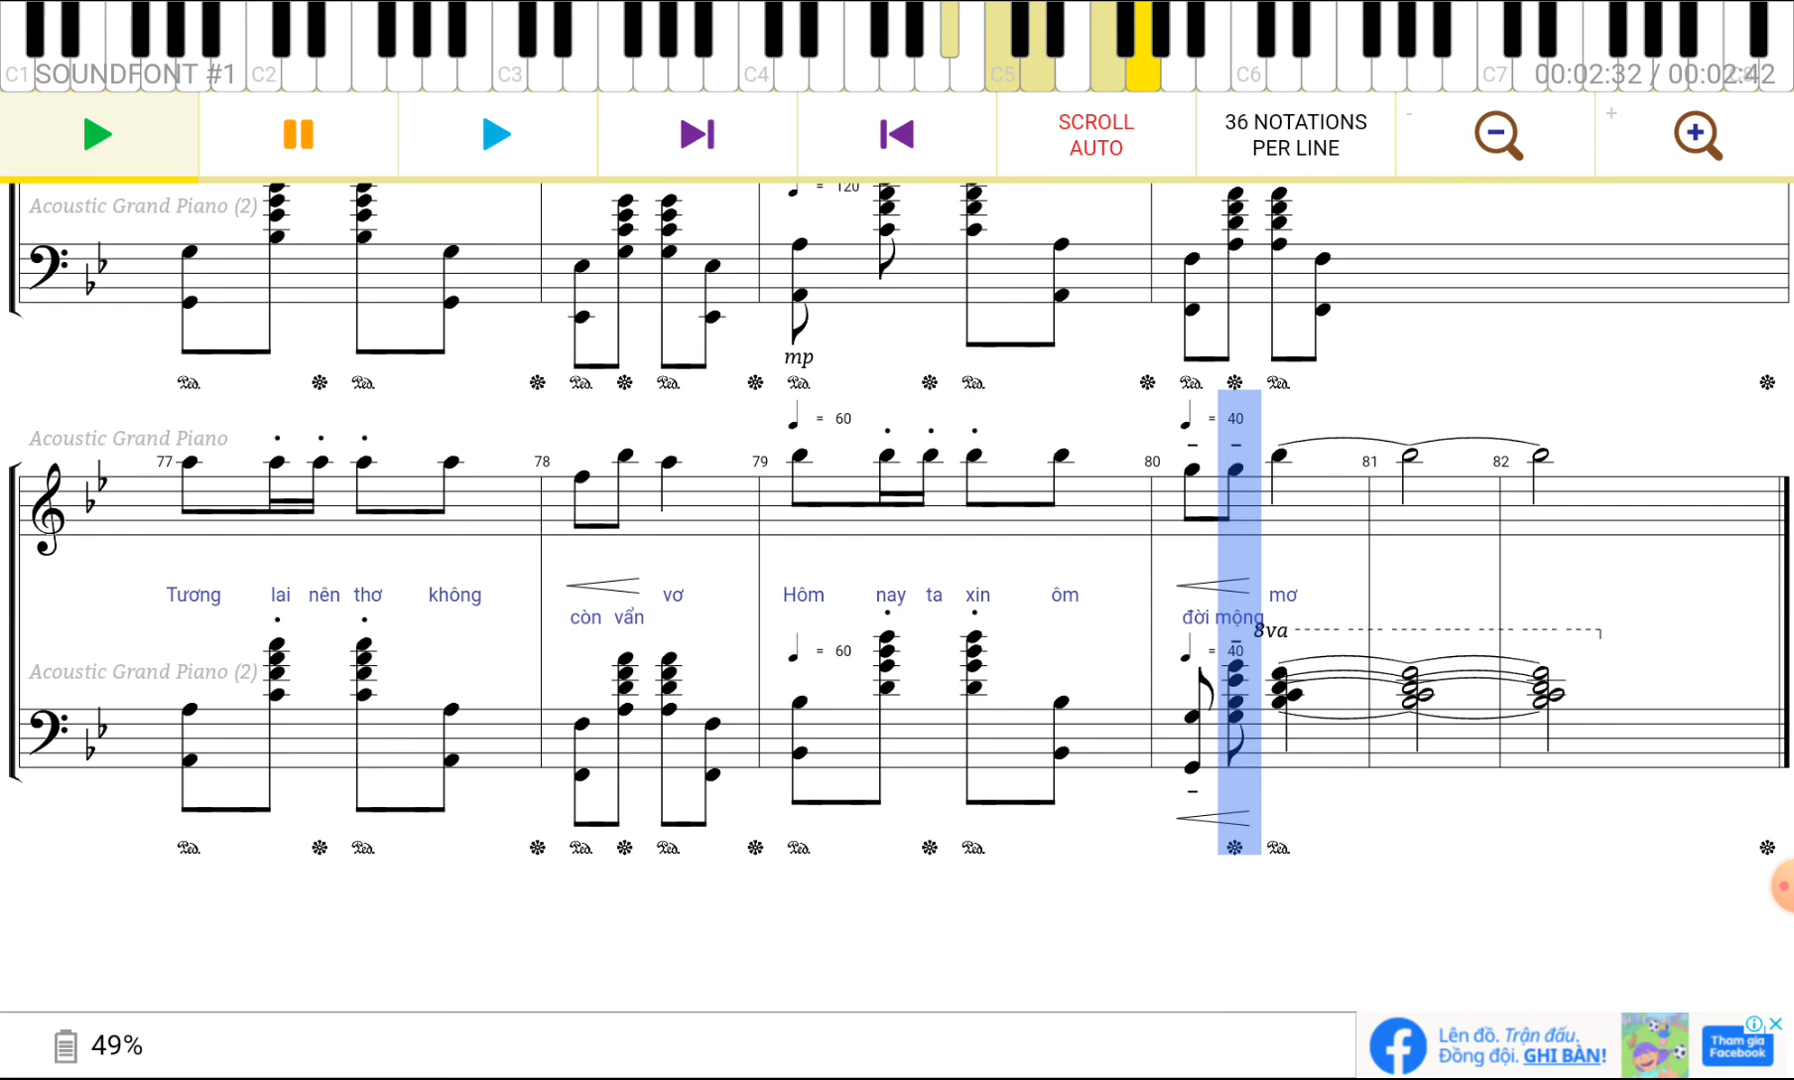 C1 SOUNDFONT #1 C2 C3 C4 C5 C6 C7 00:02:32 / 00:02:42
SCROLL AUTO
36 NOTATIONS PER LINE
- +
Acoustic Grand Piano (2)
= 120
mp
= 60 = 40
Acoustic Grand Piano
77 78 79 80 81 82
Tương lai nên thơ không vơ Hôm nay ta xin ôm mơ
còn vẩn đời mộng
8va
= 60 = 40
Acoustic Grand Piano (2)
49%
Lên đồ. Trận đấu.
Đồng đội. GHI BÀN!
Tham gia
Facebook